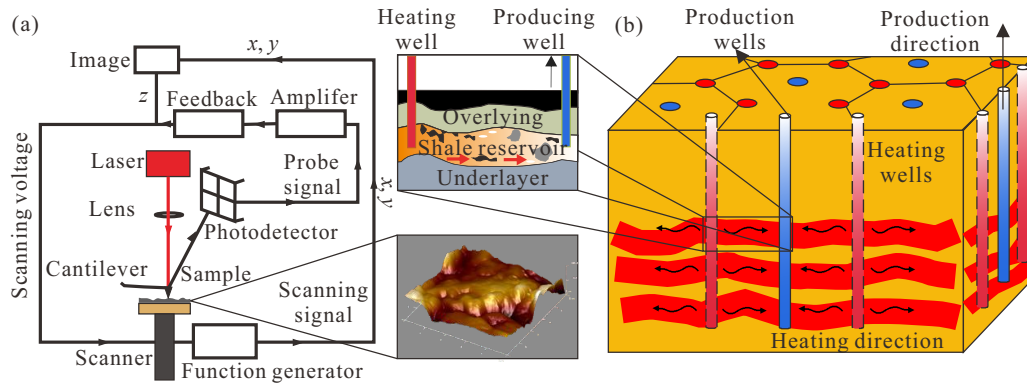 (a)
x, y
Image
z
Feedback
Amplifer
Laser
Probe
signal
Lens
Photodetector
Scanning voltage
x, y
Cantilever
Sample
Scanning
signal
Scanner
Function generator
Heating
well
Producing
well
Overlying
Shale reservoir
Underlayer
(b)
Production
wells
Production
direction
Heating
wells
Heating direction